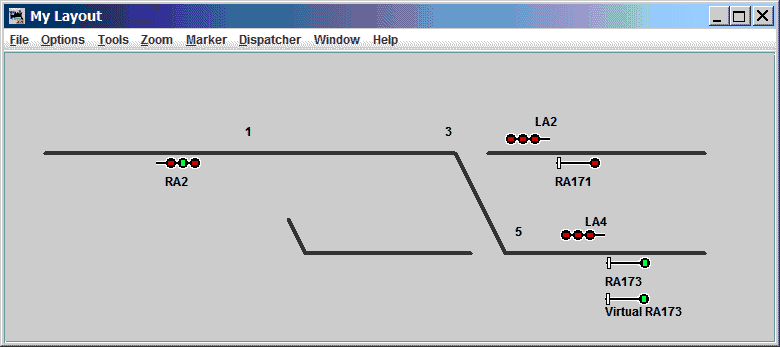 My Layout
File Options Tools Zoom Marker Dispatcher Window Help
LA2
1 3
RA2 RA171
LA4
5
RA173
Virtual RA173